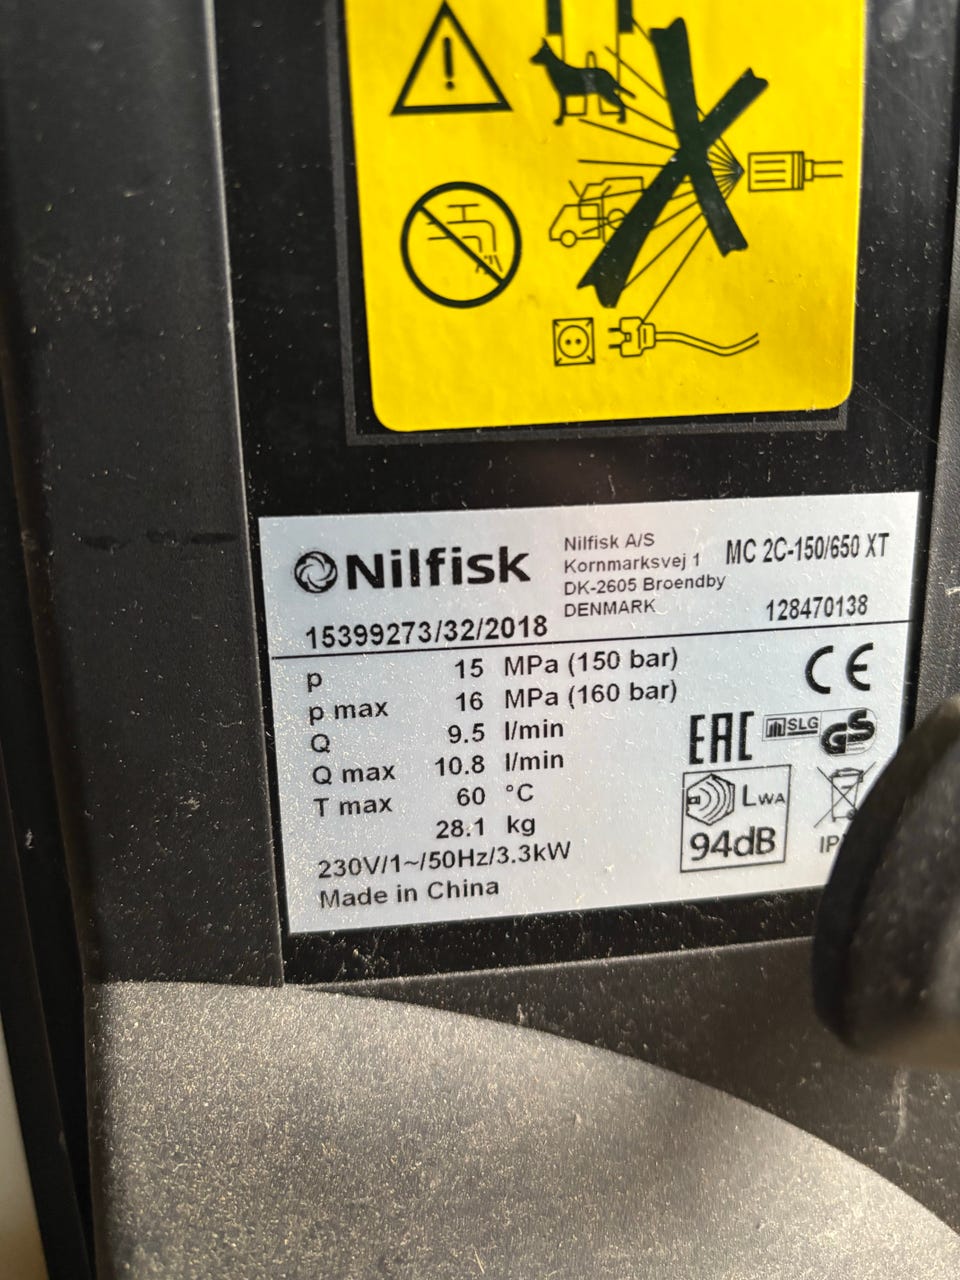 Nilfisk
Nilfisk A/S
Kornmarksvej 1
DK-2605 Broendby
DENMARK
MC 2C-150/650 XT
128470138
15399273/32/2018
p 15 MPa (150 bar)
p max 16 MPa (160 bar)
Q 9.5 l/min
Q max 10.8 l/min
T max 60 °C
28.1 kg
230V/1~/50Hz/3.3kW
Made in China
CE
EAC
SLG
GS
LWA
94dB
IP